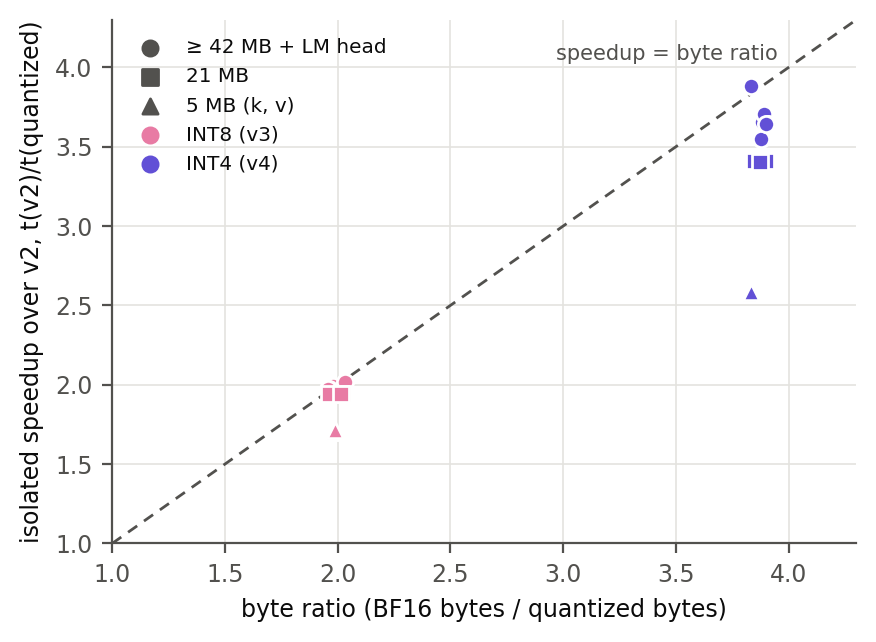 ≥ 42 MB + LM head
21 MB
5 MB (k, v)
INT8 (v3)
INT4 (v4)
speedup = byte ratio
isolated speedup over v2, t(v2)/t(quantized)
4.0
3.5
3.0
2.5
2.0
1.5
1.0
1.0 1.5 2.0 2.5 3.0 3.5 4.0
byte ratio (BF16 bytes / quantized bytes)